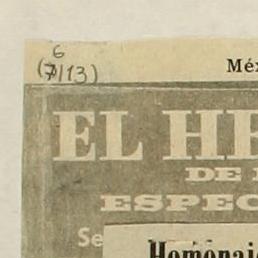 6
(7/13)
Méx
EL HE
DE
ESPEC
Se
Homenaje